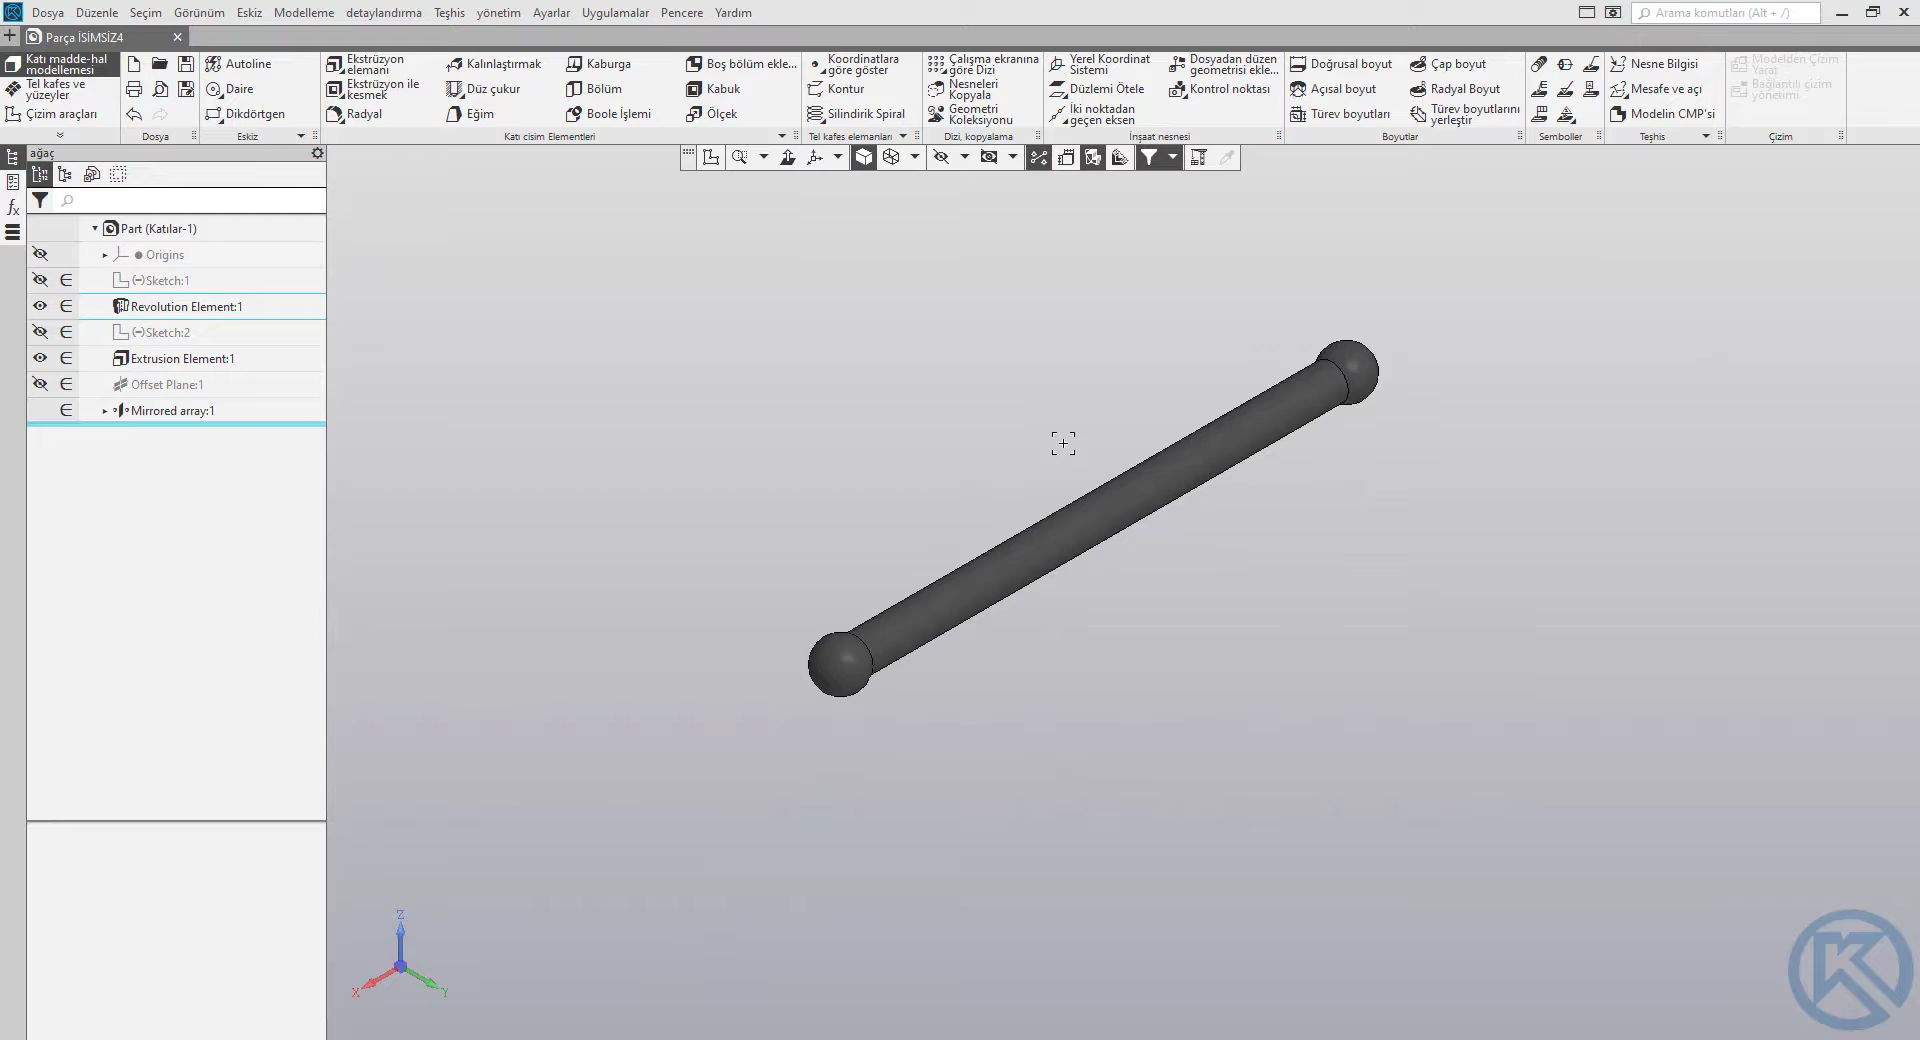 Dosya Düzenle Seçim Görünüm Eskiz Modelleme detaylandırma Teşhis yönetim Ayarlar Uygulamalar Pencere Yardım
Arama komutları (Alt + /)
Parça İSİMSİZ4
Katı madde-hal modellemesi
Tel kafes ve yüzeyler
Çizim araçları
Dosya
Autoline
Daire
Dikdörtgen
Eskiz
Ekstrüzyon elemanı
Ekstrüzyon ile kesmek
Radyal
Kalınlaştırmak
Düz çukur
Eğim
Kaburga
Bölüm
Boole İşlemi
Boş bölüm ekle...
Kabuk
Ölçek
Katı cisim Elementleri
Koordinatlara göre göster
Kontur
Silindirik Spiral
Tel kafes elemanları
Çalışma ekranına göre Dizi
Nesneleri Kopyala
Geometri Koleksiyonu
Dizi, kopyalama
Yerel Koordinat Sistemi
Düzlemi Ötele
İki noktadan geçen eksen
Dosyadan düzen geometrisi ekle...
Kontrol noktası
İnşaat nesnesi
Doğrusal boyut
Açısal boyut
Türev boyutları
Çap boyut
Radyal Boyut
Türev boyutlarını yerleştir
Boyutlar
Semboller
Nesne Bilgisi
Mesafe ve açı
Modelin CMP'si
Teşhis
Modelden Çizim Yarat
Bağlantılı çizim yönetimi
Çizim
ağaç
Part (Katılar-1)
Origins
(-)Sketch:1
Revolution Element:1
(-)Sketch:2
Extrusion Element:1
Offset Plane:1
Mirrored array:1
Z
X
Y